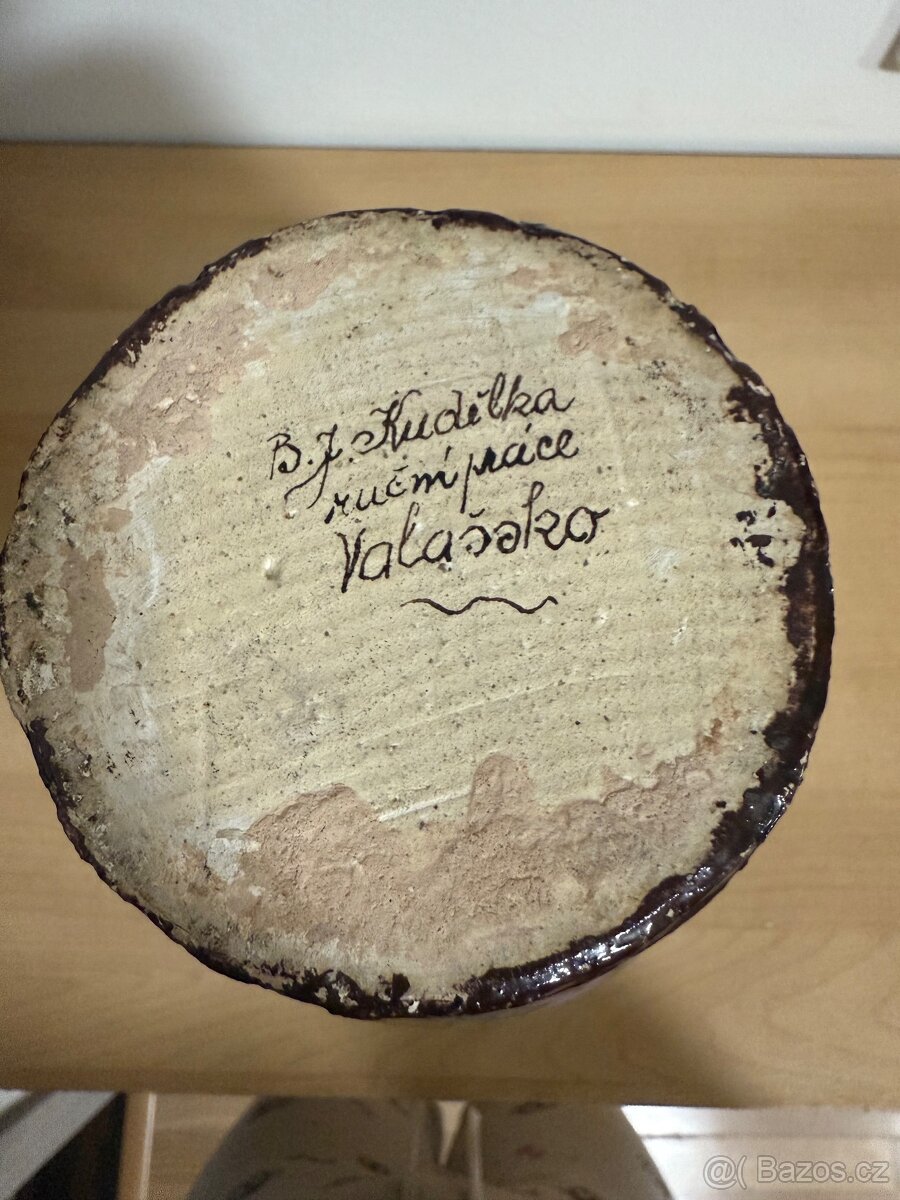 B. J. Kudělka
ruční práce
Valašsko
@( Bazos.cz